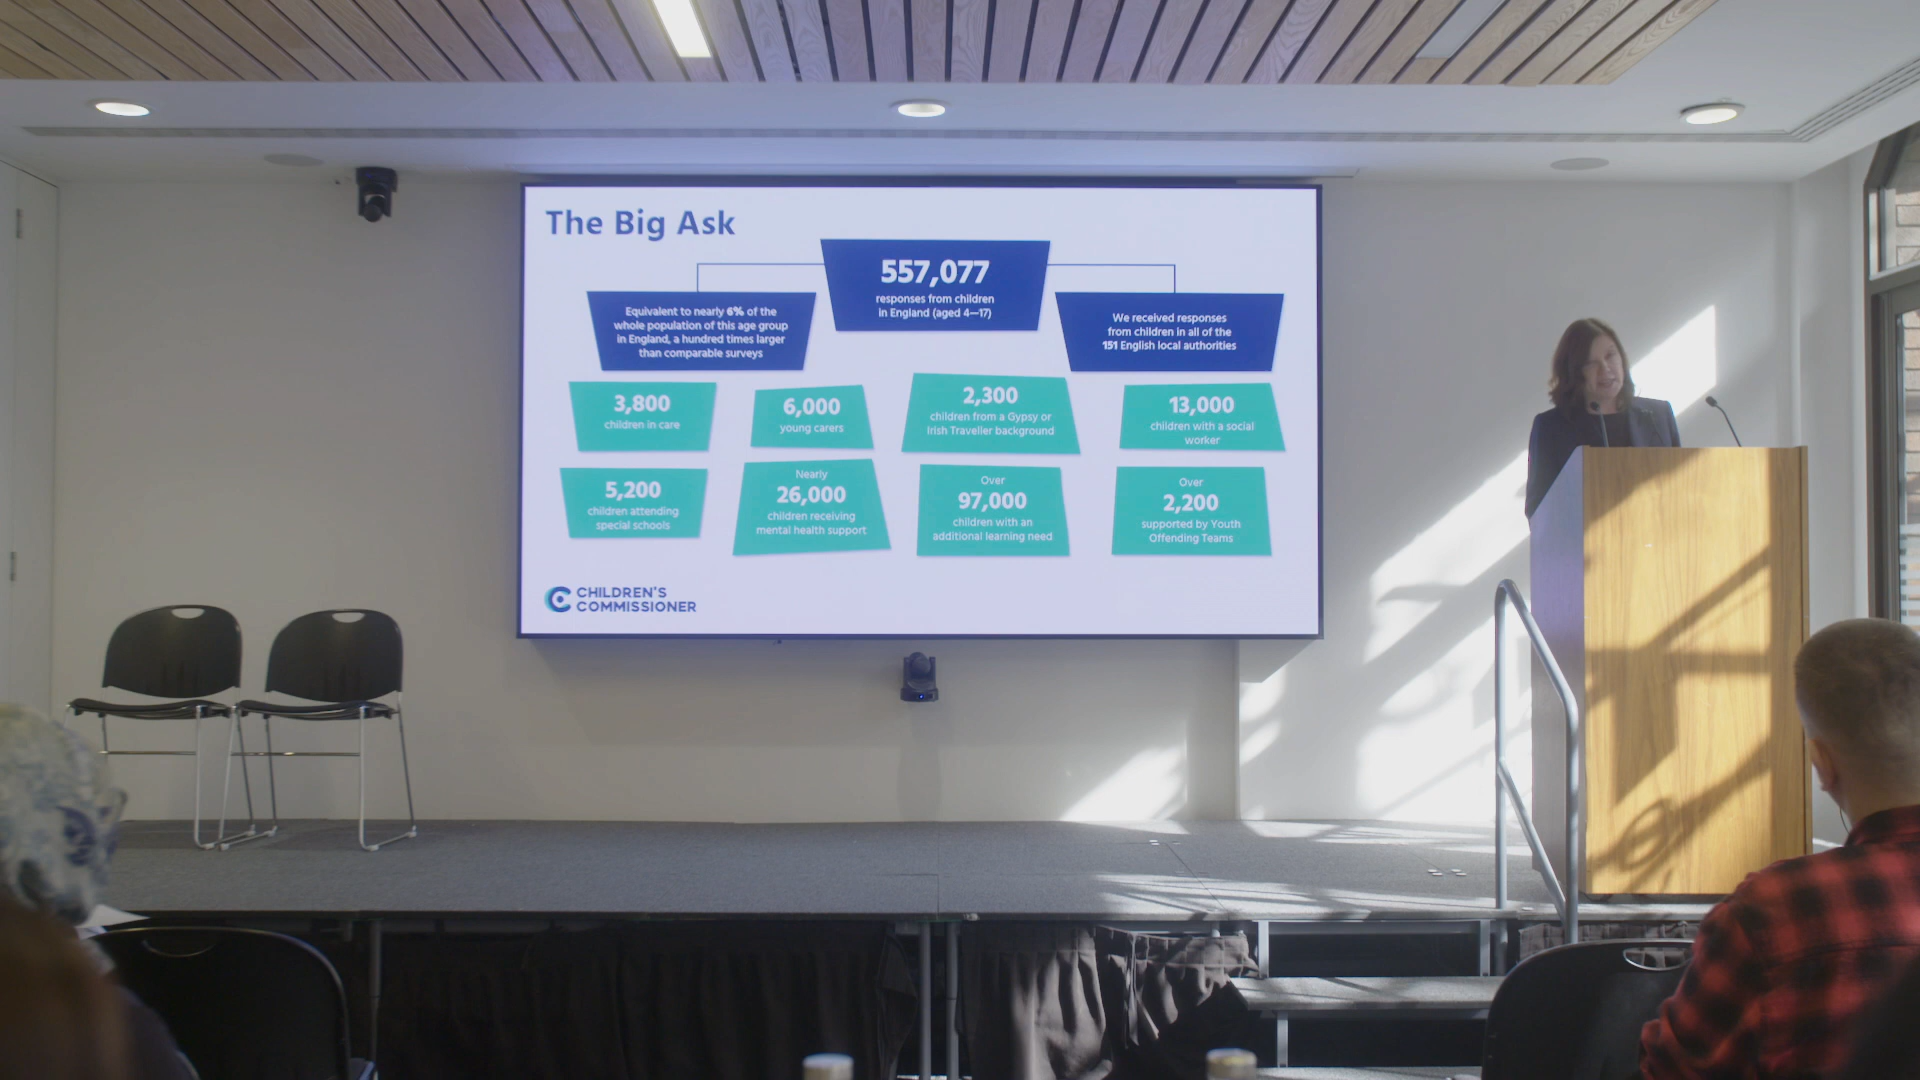 The Big Ask
557,077
responses from children
in England (aged 4—17)
Equivalent to nearly 6% of the
whole population of this age group
in England, a hundred times larger
than comparable surveys
We received responses
from children in all of the
151 English local authorities
3,800
children in care
6,000
young carers
2,300
children from a Gypsy or
Irish Traveller background
13,000
children with a social
worker
5,200
children attending
special schools
Nearly
26,000
children receiving
mental health support
Over
97,000
children with an
additional learning need
Over
2,200
supported by Youth
Offending Teams
CHILDREN'S
COMMISSIONER